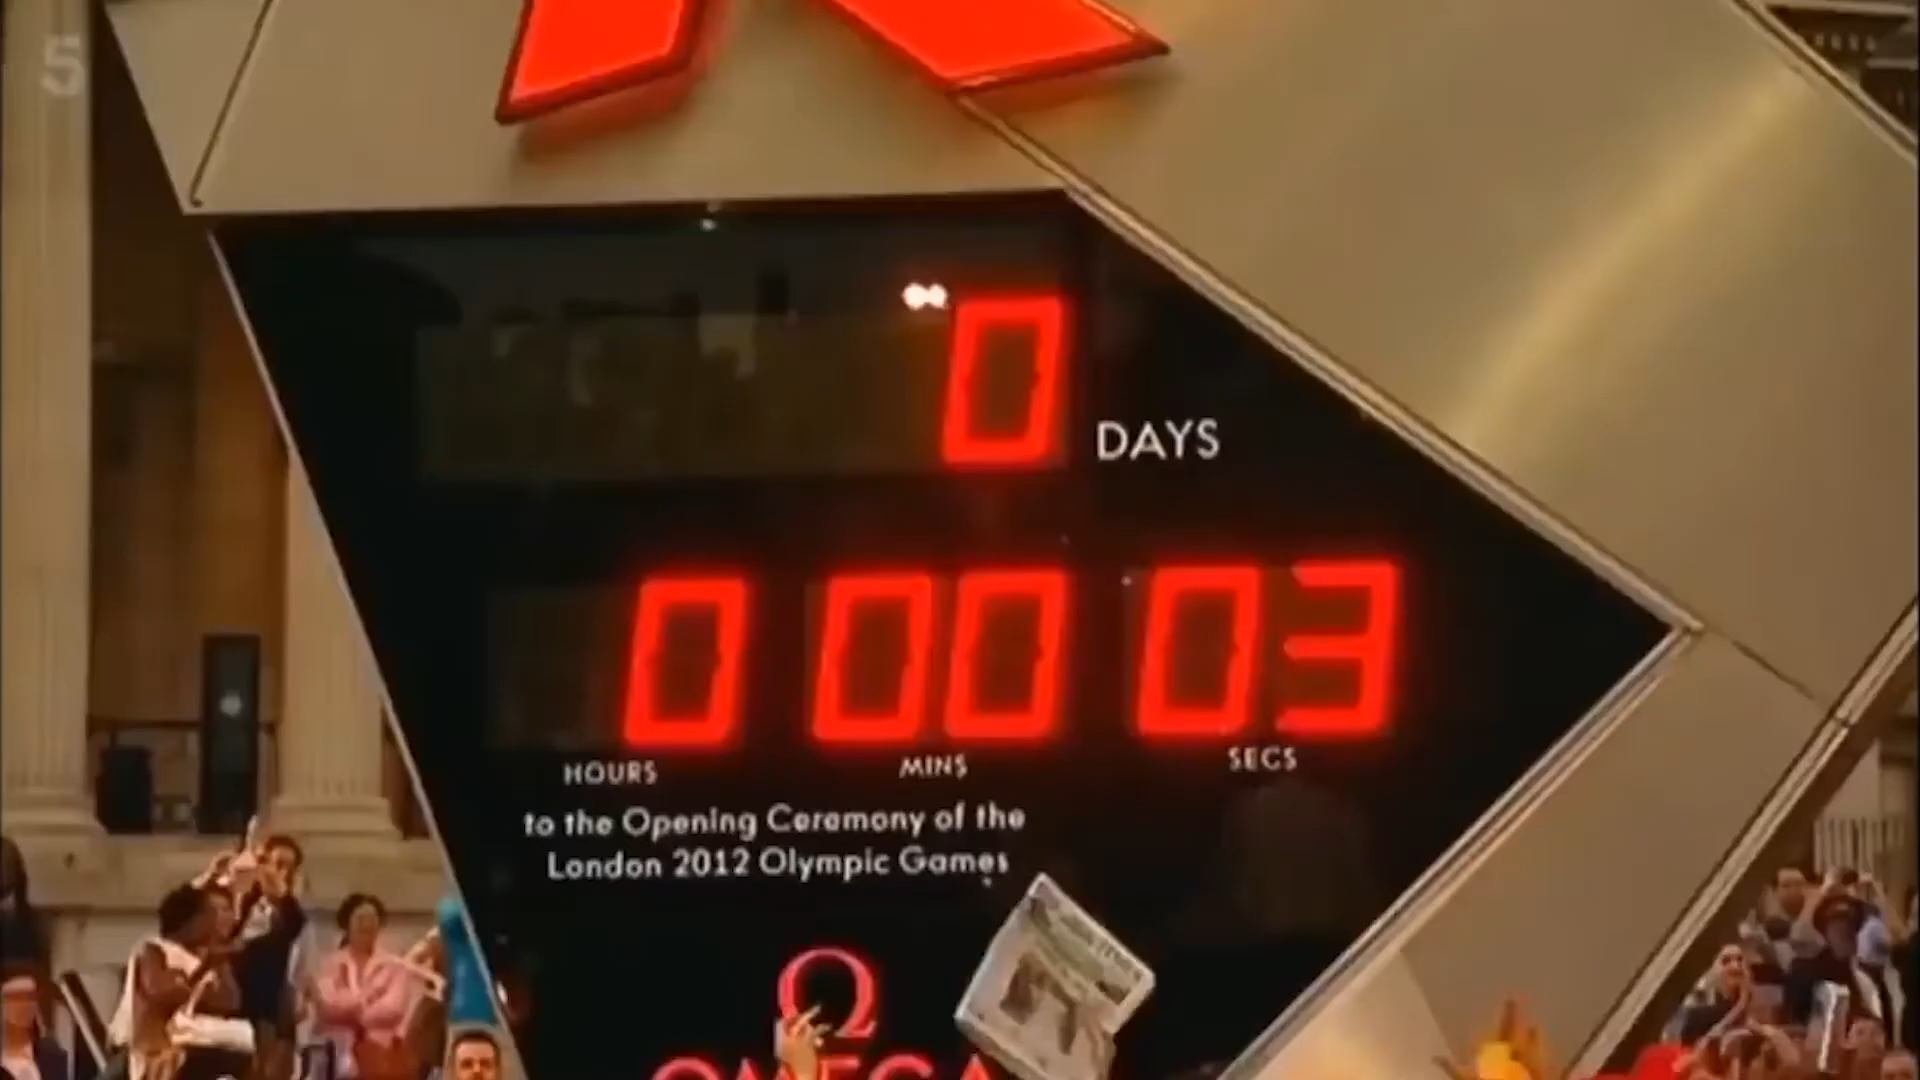 5
0 DAYS
0 00 03
HOURS MINS SECS
to the Opening Ceremony of the
London 2012 Olympic Games
Ω
OMEGA